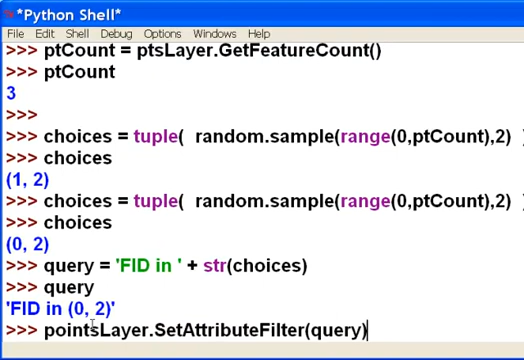 *Python Shell*
File Edit Shell Debug Options Windows Help
>>> ptCount = ptsLayer.GetFeatureCount()
>>> ptCount
3
>>>
>>> choices = tuple(  random.sample(range(0,ptCount),2)  )
>>> choices
(1, 2)
>>> choices = tuple(  random.sample(range(0,ptCount),2)  )
>>> choices
(0, 2)
>>> query = 'FID in ' + str(choices)
>>> query
'FID in (0, 2)'
>>> pointsLayer.SetAttributeFilter(query)